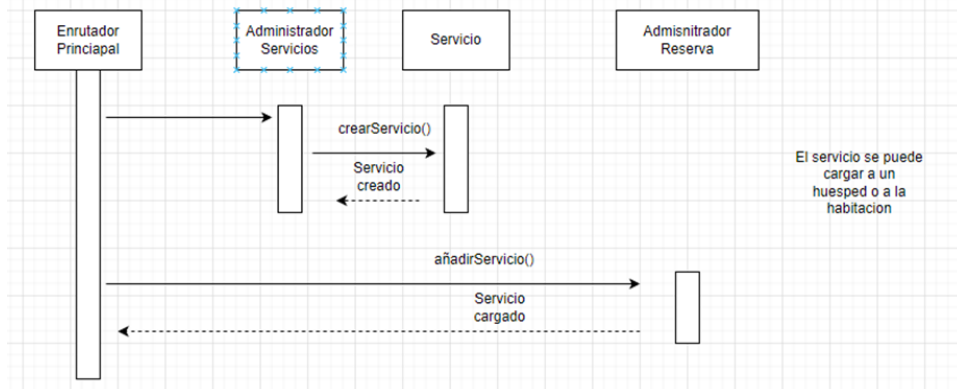 Enrutador
Princiapal
Administrador
Servicios
Servicio
Admisnitrador
Reserva
crearServicio()
Servicio
creado
El servicio se puede
cargar a un
huesped o a la
habitacion
añadirServicio()
Servicio
cargado